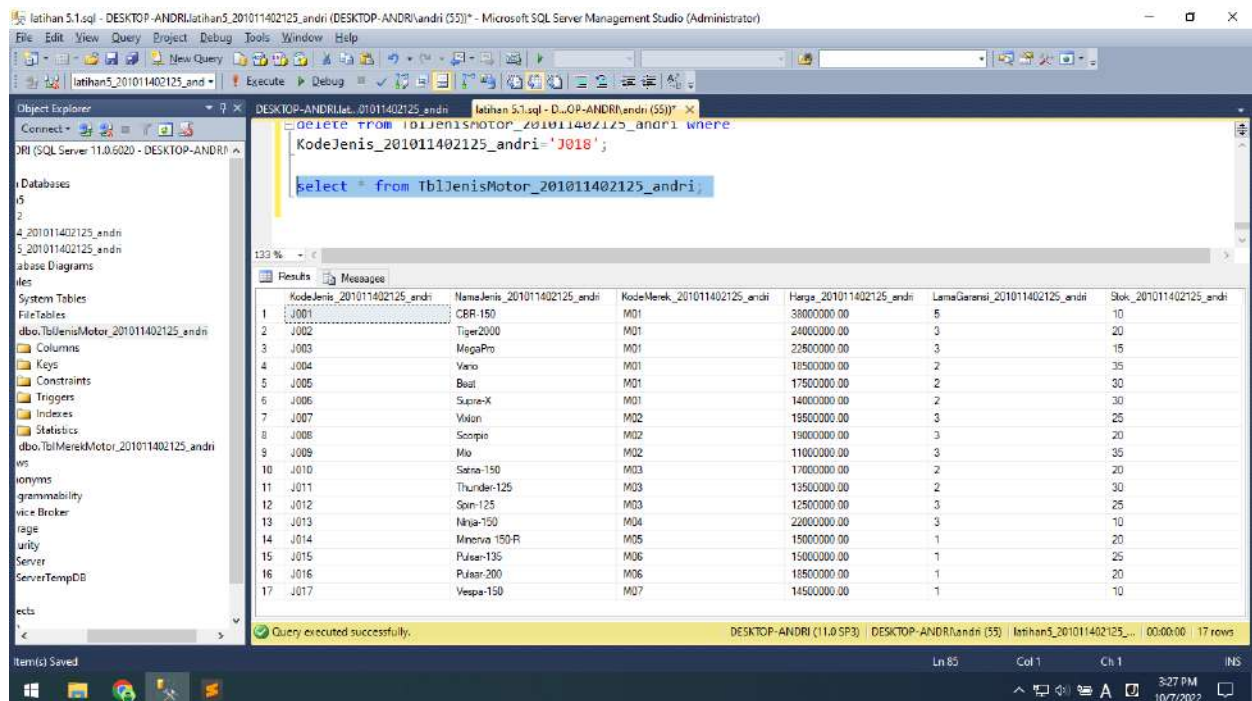 latihan 5.1.sql - DESKTOP-ANDRI.latihan5_201011402125_andri (DESKTOP-ANDRI\andri (55))* - Microsoft SQL Server Management Studio (Administrator)
File Edit View Query Project Debug Tools Window Help
New Query
latihan5_201011402125_and Execute Debug
Object Explorer
DESKTOP-ANDRI.lat...01011402125_andri latihan 5.1.sql - D...OP-ANDRI\andri (55))*
Connect
delete from TblJenisMotor_201011402125_andri where
KodeJenis_201011402125_andri='J018';
select * from TblJenisMotor_201011402125_andri;
DRI (SQL Server 11.0.6020 - DESKTOP-ANDRI\
Databases
4_201011402125_andri
5_201011402125_andri
abase Diagrams
les
System Tables
FileTables
dbo.TblJenisMotor_201011402125_andri
Columns
Keys
Constraints
Triggers
Indexes
Statistics
dbo.TblMerekMotor_201011402125_andri
ws
onyms
grammability
vice Broker
rage
urity
Server
ServerTempDB
ects
133 %
Results Messages
KodeJenis_201011402125_andri NamaJenis_201011402125_andri KodeMerek_201011402125_andri Harga_201011402125_andri LamaGaransi_201011402125_andri Stok_201011402125_andri
1 J001 CBR-150 M01 38000000.00 5 10
2 J002 Tiger2000 M01 24000000.00 3 20
3 J003 MegaPro M01 22500000.00 3 15
4 J004 Vario M01 18500000.00 2 35
5 J005 Beat M01 17500000.00 2 30
6 J006 Supra-X M01 14000000.00 2 30
7 J007 Vixion M02 19500000.00 3 25
8 J008 Scorpio M02 19000000.00 3 20
9 J009 Mio M02 11000000.00 3 35
10 J010 Satria-150 M03 17000000.00 2 20
11 J011 Thunder-125 M03 13500000.00 2 30
12 J012 Spin-125 M03 12500000.00 3 25
13 J013 Ninja-150 M04 22000000.00 3 10
14 J014 Minerva 150-R M05 15000000.00 1 20
15 J015 Pulsar-135 M06 15000000.00 1 25
16 J016 Pulsar-200 M06 18500000.00 1 20
17 J017 Vespa-150 M07 14500000.00 1 10
Query executed successfully. DESKTOP-ANDRI (11.0 SP3) DESKTOP-ANDRI\andri (55) latihan5_201011402125_... 00:00:00 17 rows
Item(s) Saved Ln 85 Col 1 Ch 1 INS
A 3:27 PM
10/7/2022